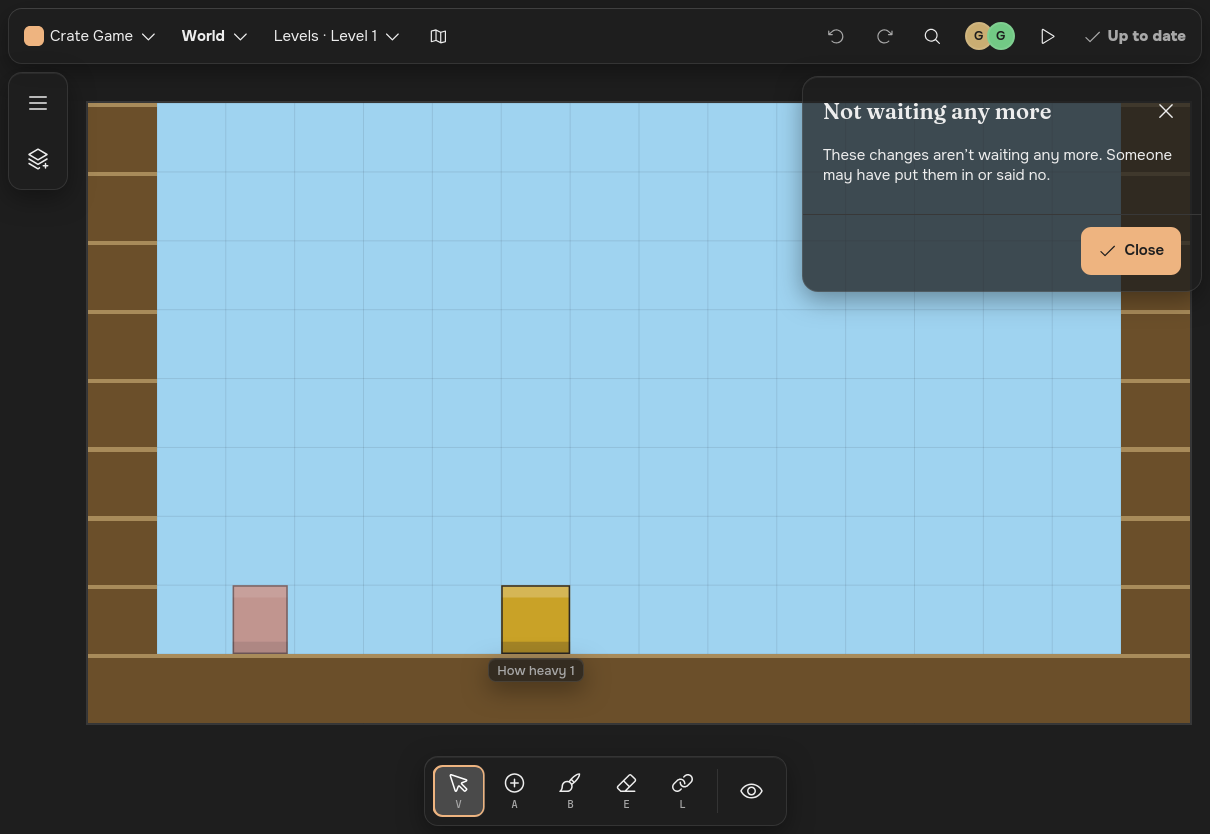 Crate Game
World
Levels · Level 1
G
G
Up to date
Not waiting any more
These changes aren’t waiting any more. Someone
may have put them in or said no.
Close
How heavy 1
V
A
B
E
L